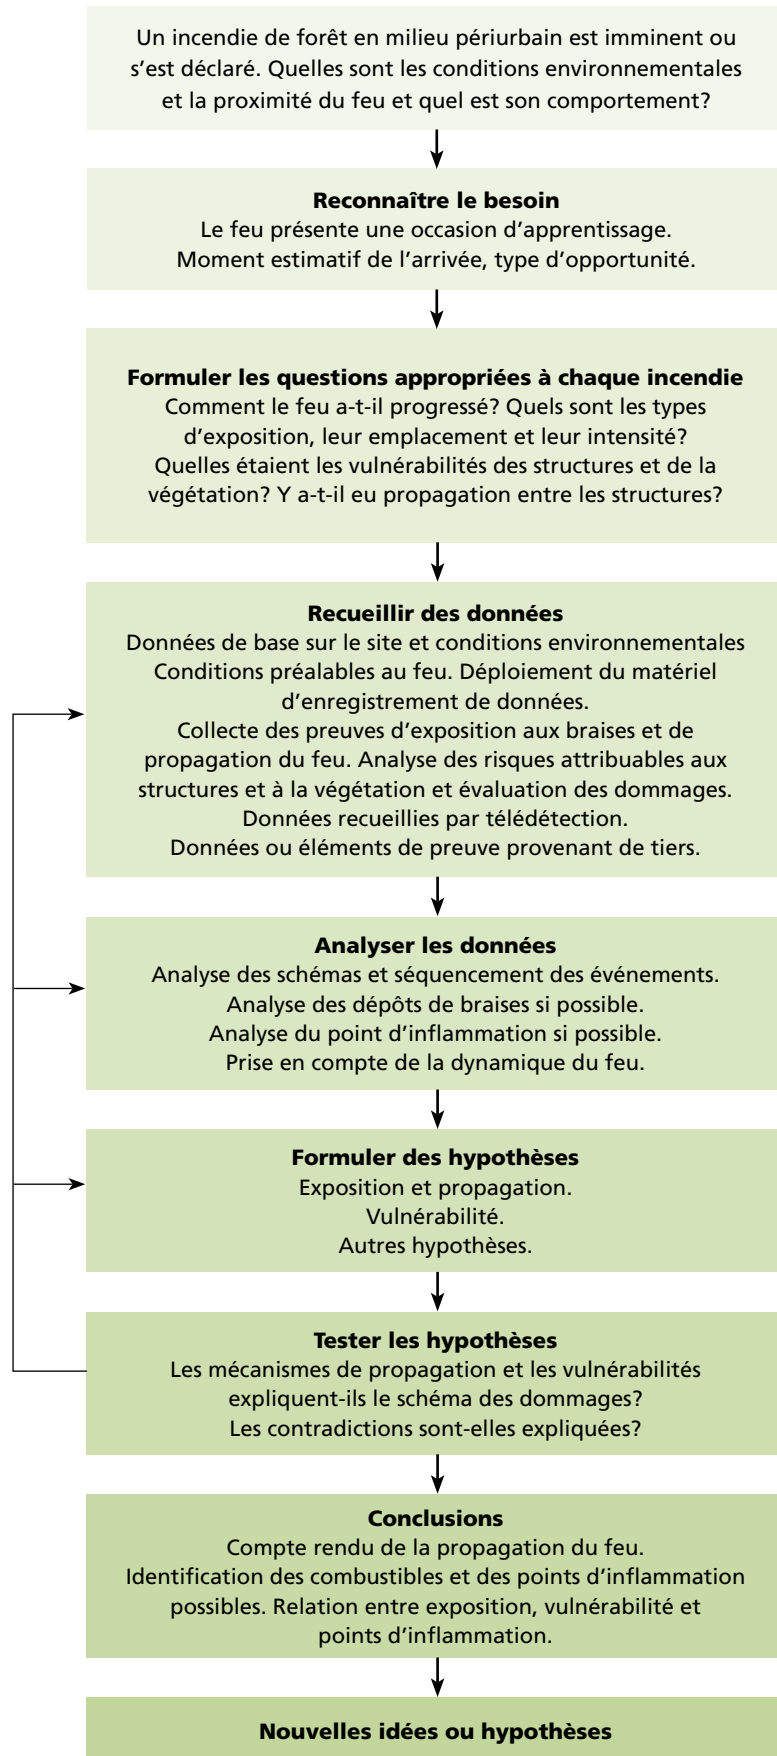 Un incendie de forêt en milieu périurbain est imminent ou
s’est déclaré. Quelles sont les conditions environnementales
et la proximité du feu et quel est son comportement?
Reconnaître le besoin
Le feu présente une occasion d’apprentissage.
Moment estimatif de l’arrivée, type d’opportunité.
Formuler les questions appropriées à chaque incendie
Comment le feu a-t-il progressé? Quels sont les types
d’exposition, leur emplacement et leur intensité?
Quelles étaient les vulnérabilités des structures et de la
végétation? Y a-t-il eu propagation entre les structures?
Recueillir des données
Données de base sur le site et conditions environnementales
Conditions préalables au feu. Déploiement du matériel
d’enregistrement de données.
Collecte des preuves d’exposition aux braises et de
propagation du feu. Analyse des risques attribuables aux
structures et à la végétation et évaluation des dommages.
Données recueillies par télédétection.
Données ou éléments de preuve provenant de tiers.
Analyser les données
Analyse des schémas et séquencement des événements.
Analyse des dépôts de braises si possible.
Analyse du point d’inflammation si possible.
Prise en compte de la dynamique du feu.
Formuler des hypothèses
Exposition et propagation.
Vulnérabilité.
Autres hypothèses.
Tester les hypothèses
Les mécanismes de propagation et les vulnérabilités
expliquent-ils le schéma des dommages?
Les contradictions sont-elles expliquées?
Conclusions
Compte rendu de la propagation du feu.
Identification des combustibles et des points d’inflammation
possibles. Relation entre exposition, vulnérabilité et
points d’inflammation.
Nouvelles idées ou hypothèses